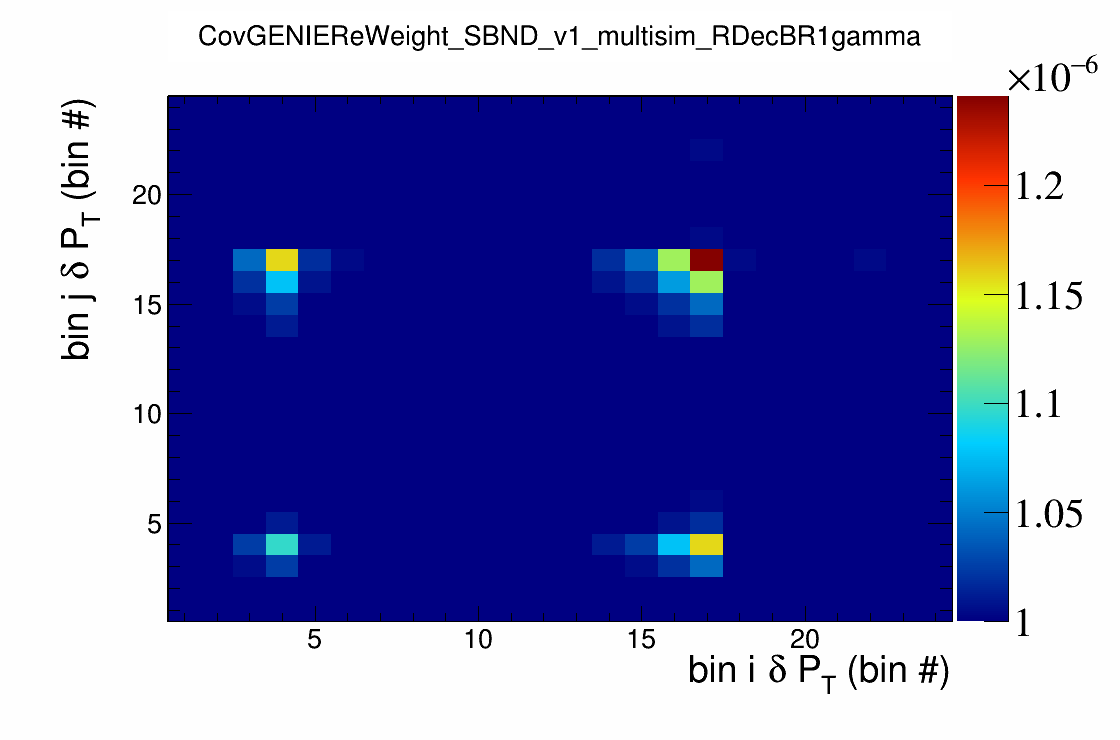 CovGENIEReWeight_SBND_v1_multisim_RDecBR1gamma
×10⁻⁶
bin j δ P_T (bin #)
20
15
10
5
1.2
1.15
1.1
1.05
1
5 10 15 20
bin i δ P_T (bin #)